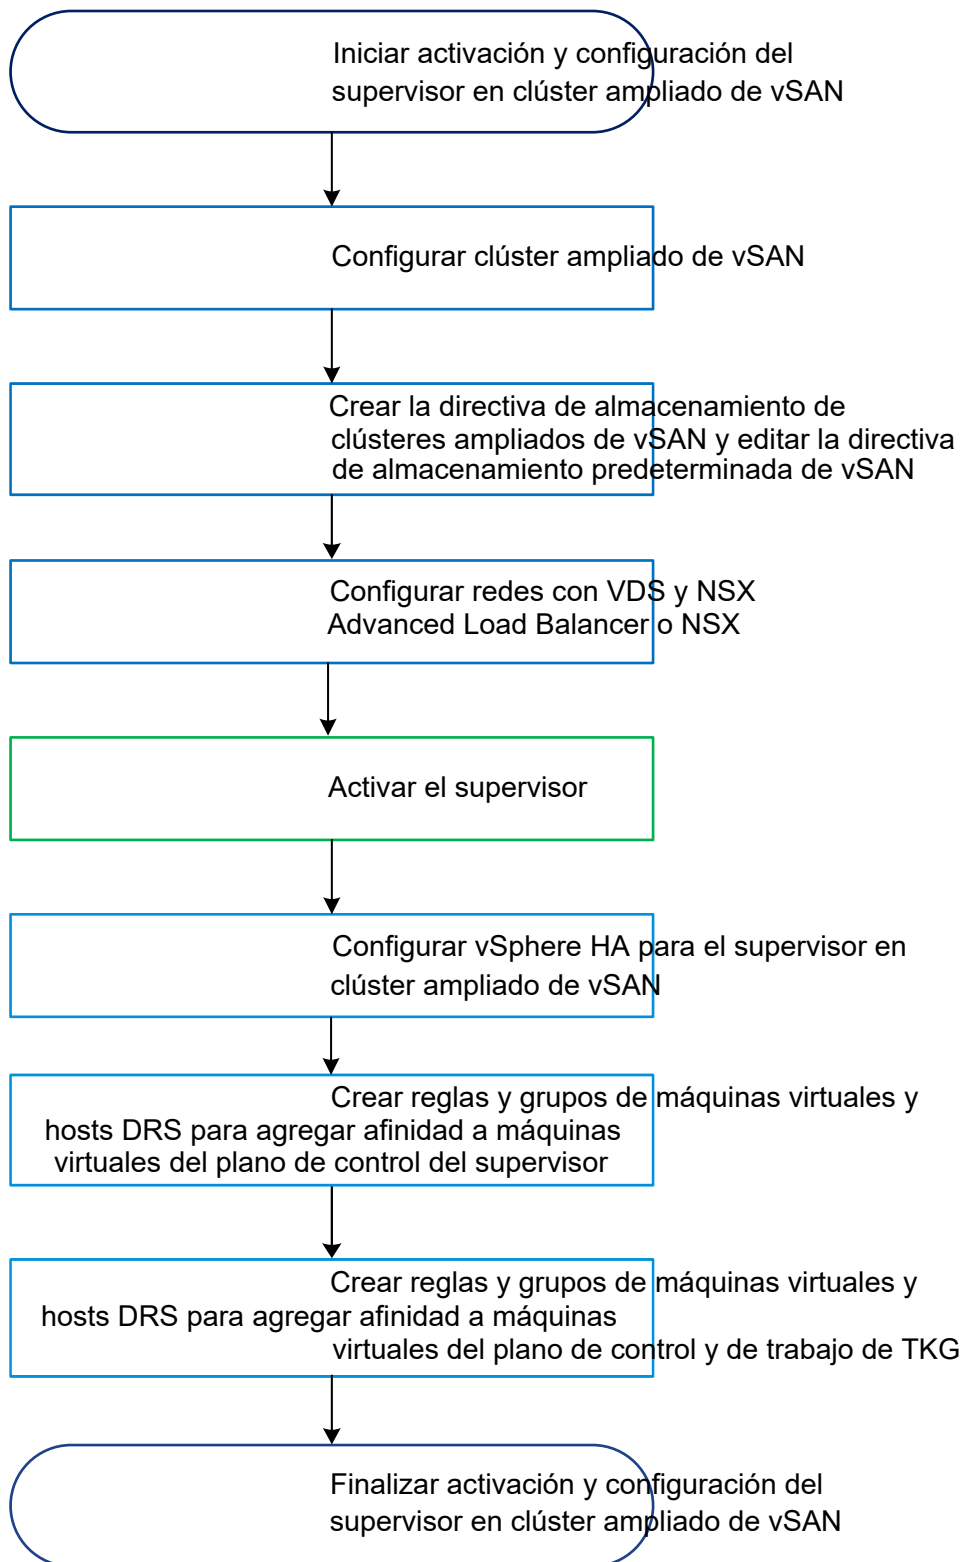 Iniciar activación y configuración del
supervisor en clúster ampliado de vSAN
Configurar clúster ampliado de vSAN
Crear la directiva de almacenamiento de
clústeres ampliados de vSAN y editar la directiva
de almacenamiento predeterminada de vSAN
Configurar redes con VDS y NSX
Advanced Load Balancer o NSX
Activar el supervisor
Configurar vSphere HA para el supervisor en
clúster ampliado de vSAN
Crear reglas y grupos de máquinas virtuales y
hosts DRS para agregar afinidad a máquinas
virtuales del plano de control del supervisor
Crear reglas y grupos de máquinas virtuales y
hosts DRS para agregar afinidad a máquinas
virtuales del plano de control y de trabajo de TKG
Finalizar activación y configuración del
supervisor en clúster ampliado de vSAN